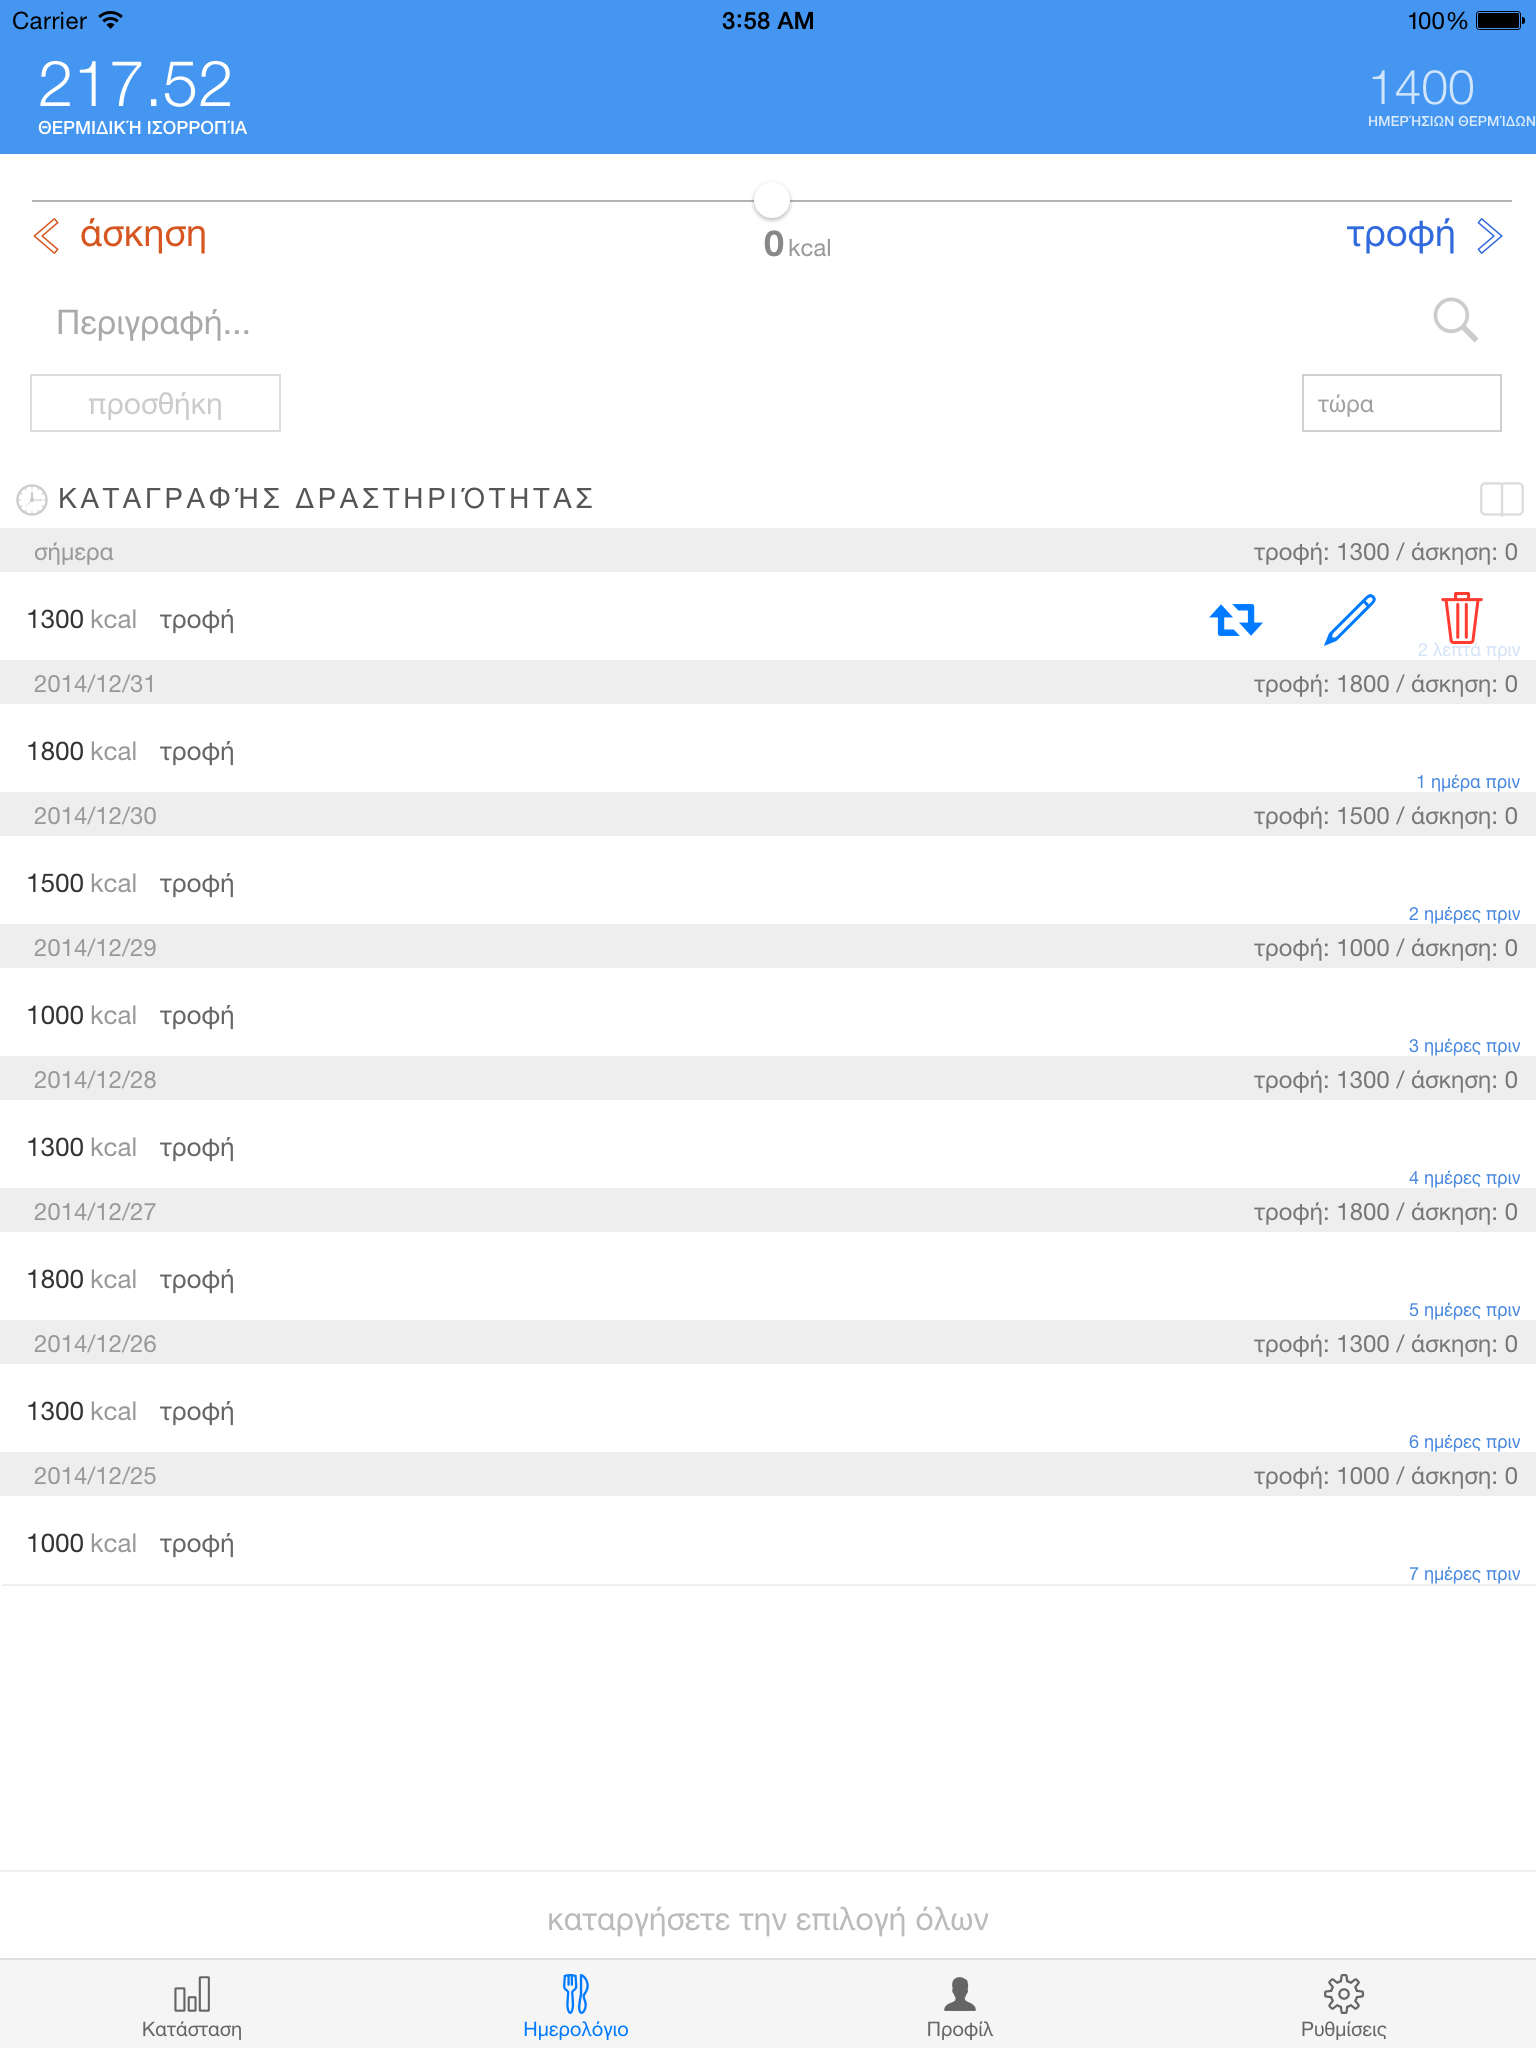 Carrier 3:58 AM 100%
217.52
ΘΕΡΜΙΔΙΚΉ ΙΣΟΡΡΟΠΊΑ
1400
ΗΜΕΡΉΣΙΩΝ ΘΕΡΜΊΔΩΝ
άσκηση 0 kcal τροφή
Περιγραφή...
προσθήκη τώρα
ΚΑΤΑΓΡΑΦΉΣ ΔΡΑΣΤΗΡΙΌΤΗΤΑΣ
σήμερα τροφή: 1300 / άσκηση: 0
1300 kcal τροφή
2 λεπτά πριν
2014/12/31 τροφή: 1800 / άσκηση: 0
1800 kcal τροφή
1 ημέρα πριν
2014/12/30 τροφή: 1500 / άσκηση: 0
1500 kcal τροφή
2 ημέρες πριν
2014/12/29 τροφή: 1000 / άσκηση: 0
1000 kcal τροφή
3 ημέρες πριν
2014/12/28 τροφή: 1300 / άσκηση: 0
1300 kcal τροφή
4 ημέρες πριν
2014/12/27 τροφή: 1800 / άσκηση: 0
1800 kcal τροφή
5 ημέρες πριν
2014/12/26 τροφή: 1300 / άσκηση: 0
1300 kcal τροφή
6 ημέρες πριν
2014/12/25 τροφή: 1000 / άσκηση: 0
1000 kcal τροφή
7 ημέρες πριν
καταργήσετε την επιλογή όλων
Κατάσταση Ημερολόγιο Προφίλ Ρυθμίσεις